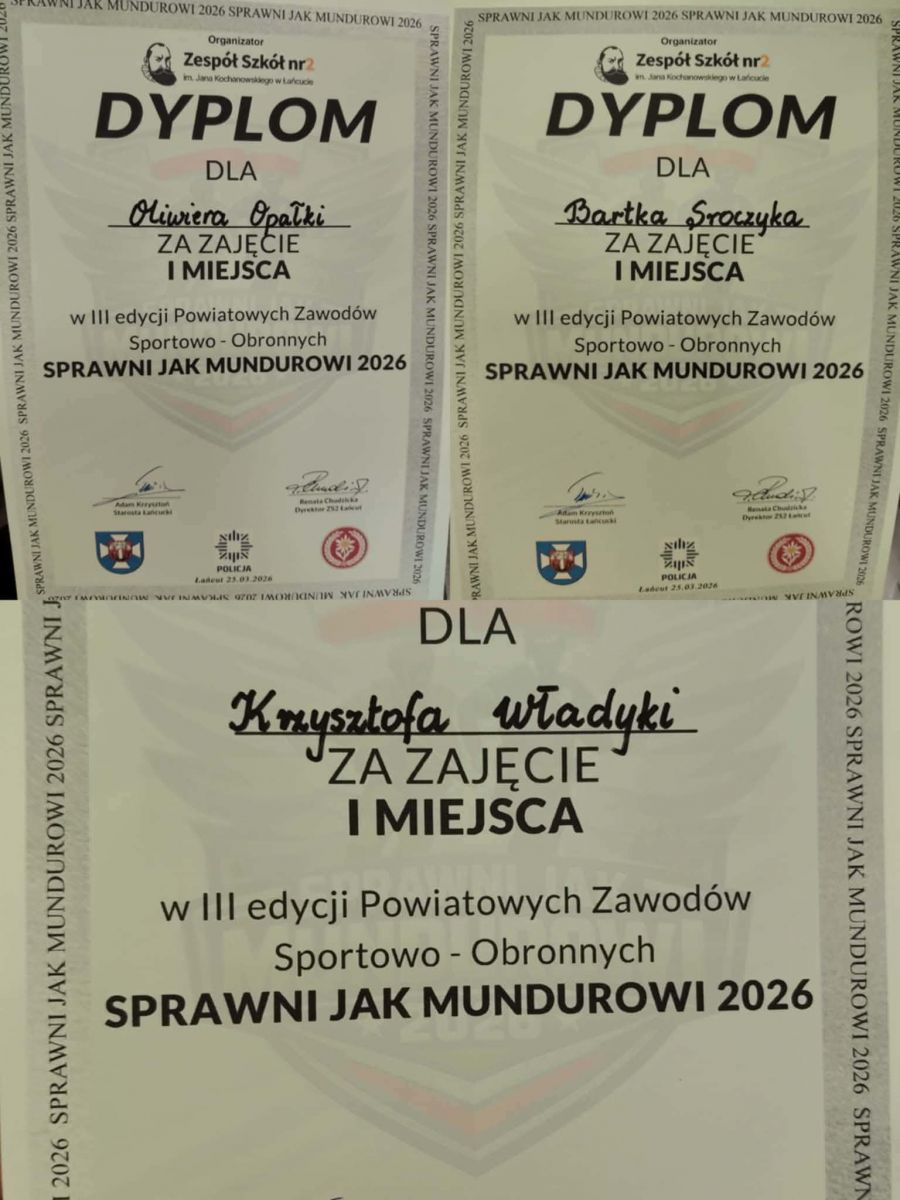 SPRAWNI JAK MUNDUROWI 2026 SPRAWNI JAK MUNDUROWI 2026
Organizator
Zespół Szkół nr2
im. Jana Kochanowskiego w Łańcucie
DYPLOM
DLA
Oliwiera Opałki
ZA ZAJĘCIE
I MIEJSCA
w III edycji Powiatowych Zawodów
Sportowo - Obronnych
SPRAWNI JAK MUNDUROWI 2026
Adam Krzysztoń
Starosta Łańcucki
Renata Chudzicka
Dyrektor ZS2 Łańcut
POLICJA
Łańcut 25.03.2026
SPRAWNI JAK MUNDUROWI 2026 SPRAWNI JAK MUNDUROWI 2026
Organizator
Zespół Szkół nr2
im. Jana Kochanowskiego w Łańcucie
DYPLOM
DLA
Bartka Sroczyka
ZA ZAJĘCIE
I MIEJSCA
w III edycji Powiatowych Zawodów
Sportowo - Obronnych
SPRAWNI JAK MUNDUROWI 2026
Adam Krzysztoń
Starosta Łańcucki
Renata Chudzicka
Dyrektor ZS2 Łańcut
POLICJA
Łańcut 25.03.2026
DLA
Krzysztofa Władyki
ZA ZAJĘCIE
I MIEJSCA
w III edycji Powiatowych Zawodów
Sportowo - Obronnych
SPRAWNI JAK MUNDUROWI 2026
2026 SPRAWNI JAK MUNDUROWI 2026 SPRAWNI
ROWI 2026 SPRAWNI JAK MUNDUROWI 2026